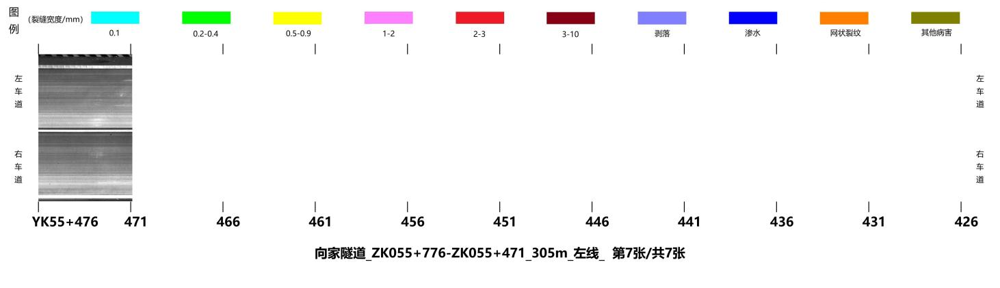 图例
(裂缝宽度/mm)
0.1 0.2-0.4 0.5-0.9 1-2 2-3 3-10 剥落 渗水 网状裂纹 其他病害
左车道 左车道
右车道 右车道
YK55+476 471 466 461 456 451 446 441 436 431 426
向家隧道_ZK055+776-ZK055+471_305m_左线_ 第7张/共7张